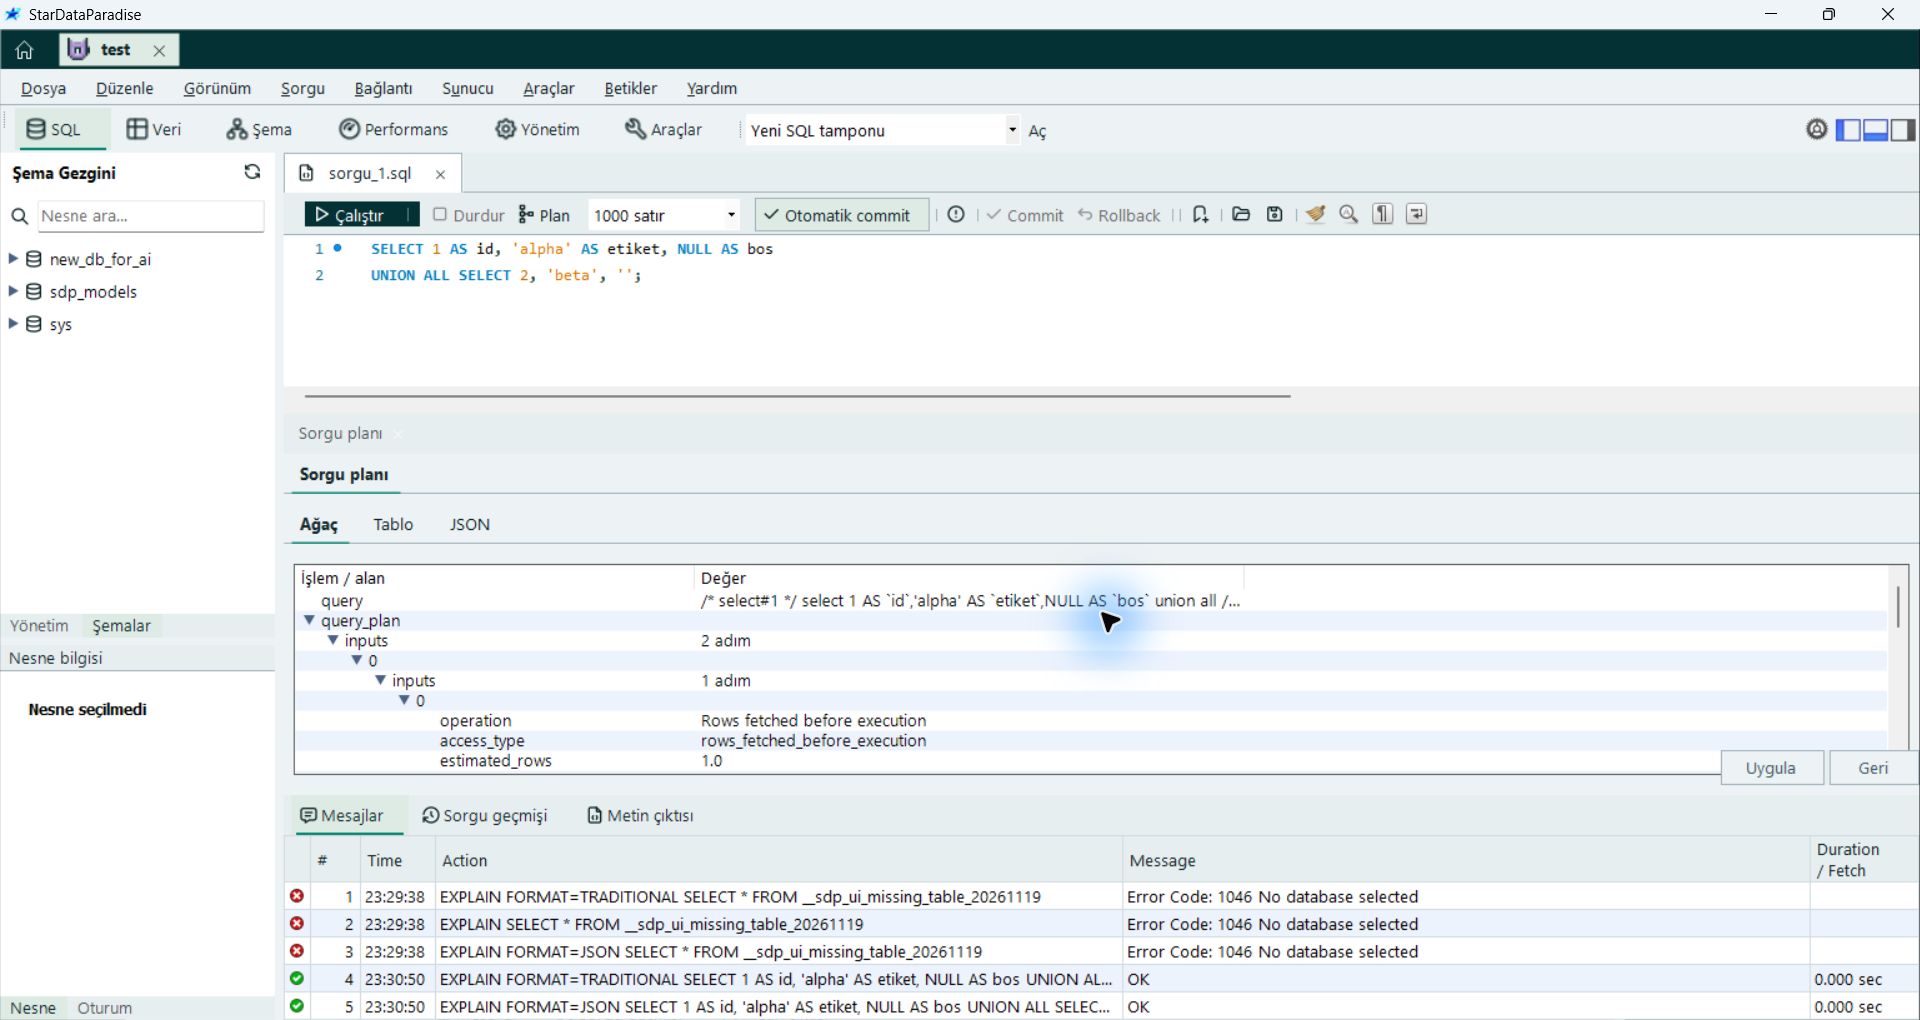 StarDataParadise
test
Dosya Düzenle Görünüm Sorgu Bağlantı Sunucu Araçlar Betikler Yardım
SQL Veri Şema Performans Yönetim Araçlar Yeni SQL tamponu Aç
Şema Gezgini
sorgu_1.sql
Nesne ara...
Çalıştır Durdur Plan 1000 satır Otomatik commit Commit Rollback
1 SELECT 1 AS id, 'alpha' AS etiket, NULL AS bos
2 UNION ALL SELECT 2, 'beta', '';
new_db_for_ai
sdp_models
sys
Sorgu planı
Sorgu planı
Ağaç Tablo JSON
İşlem / alan Değer
query /* select#1 */ select 1 AS `id`,'alpha' AS `etiket`,NULL AS `bos` union all /...
query_plan
inputs 2 adım
0
inputs 1 adım
0
operation Rows fetched before execution
access_type rows_fetched_before_execution
estimated_rows 1.0
Uygula Geri
Yönetim Şemalar
Nesne bilgisi
Nesne seçilmedi
Mesajlar Sorgu geçmişi Metin çıktısı
# Time Action Message Duration / Fetch
1 23:29:38 EXPLAIN FORMAT=TRADITIONAL SELECT * FROM __sdp_ui_missing_table_20261119 Error Code: 1046 No database selected
2 23:29:38 EXPLAIN SELECT * FROM __sdp_ui_missing_table_20261119 Error Code: 1046 No database selected
3 23:29:38 EXPLAIN FORMAT=JSON SELECT * FROM __sdp_ui_missing_table_20261119 Error Code: 1046 No database selected
4 23:30:50 EXPLAIN FORMAT=TRADITIONAL SELECT 1 AS id, 'alpha' AS etiket, NULL AS bos UNION AL... OK 0.000 sec
5 23:30:50 EXPLAIN FORMAT=JSON SELECT 1 AS id, 'alpha' AS etiket, NULL AS bos UNION ALL SELEC... OK 0.000 sec
Nesne Oturum